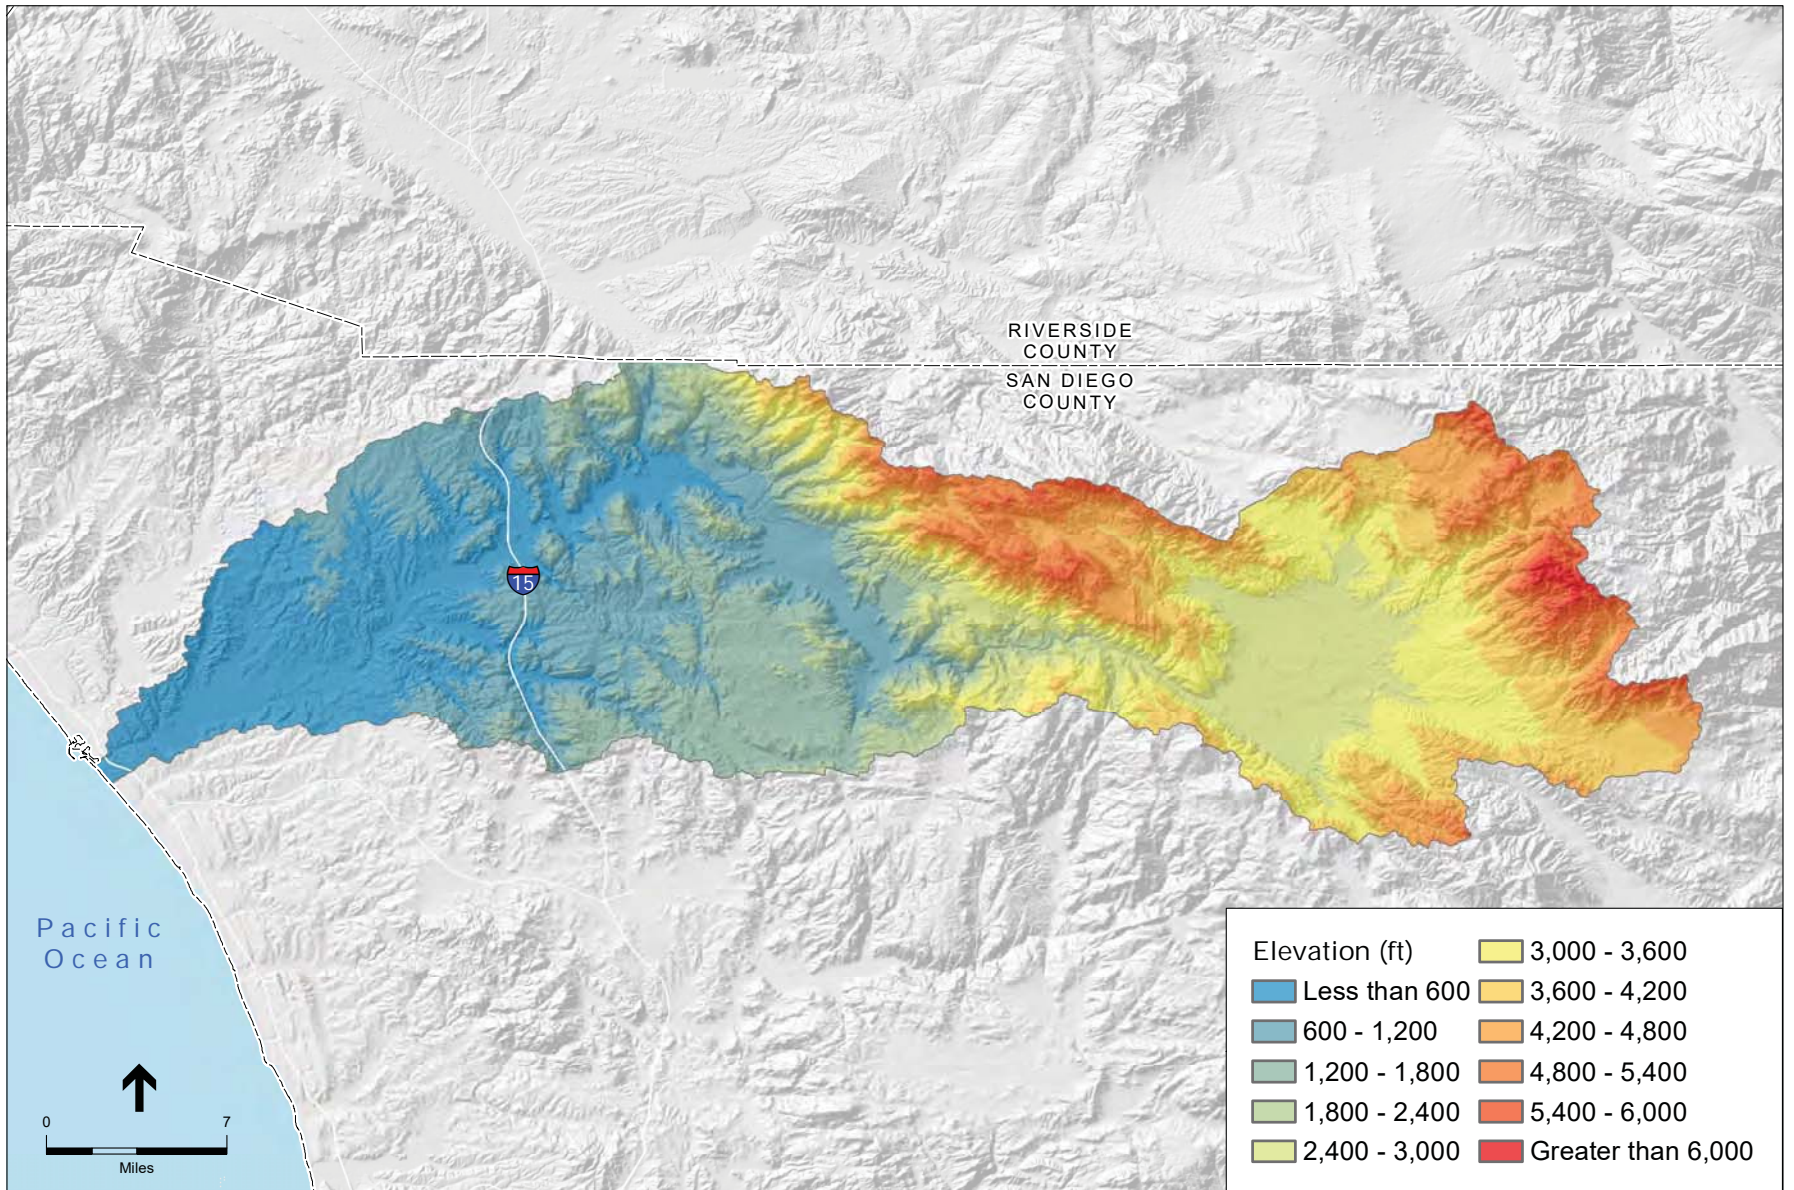 RIVERSIDE
COUNTY
SAN DIEGO
COUNTY
15
Pacific
Ocean
0 7
Miles
Elevation (ft)
Less than 600
600 - 1,200
1,200 - 1,800
1,800 - 2,400
2,400 - 3,000
3,000 - 3,600
3,600 - 4,200
4,200 - 4,800
4,800 - 5,400
5,400 - 6,000
Greater than 6,000